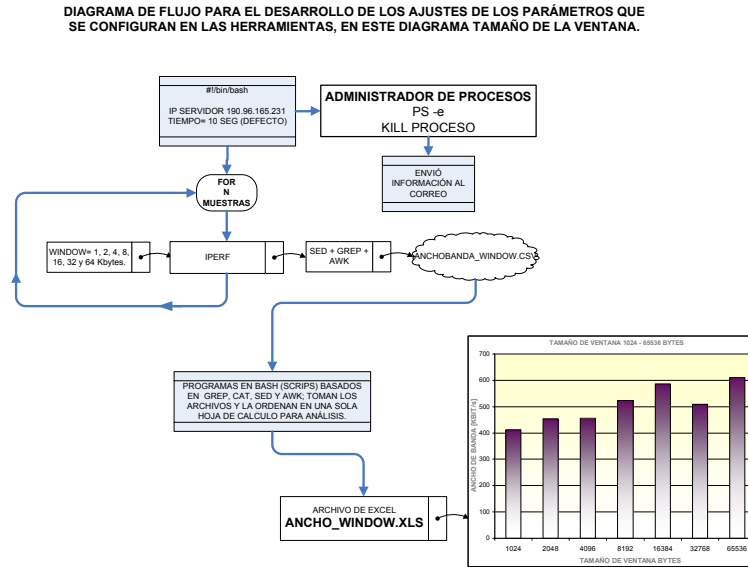 DIAGRAMA DE FLUJO PARA EL DESARROLLO DE LOS AJUSTES DE LOS PARÁMETROS QUE
SE CONFIGURAN EN LAS HERRAMIENTAS, EN ESTE DIAGRAMA TAMAÑO DE LA VENTANA.
#!/bin/bash
IP SERVIDOR 190.96.165.231
TIEMPO= 10 SEG (DEFECTO)
ADMINISTRADOR DE PROCESOS
PS -e
KILL PROCESO
ENVIÓ
INFORMACIÓN AL
CORREO
FOR
N
MUESTRAS
WINDOW= 1, 2, 4, 8,
16, 32 y 64 Kbytes.
IPERF
SED + GREP +
AWK
ANCHOBANDA_WINDOW.CSV
PROGRAMAS EN BASH (SCRIPS) BASADOS
EN GREP, CAT, SED Y AWK; TOMAN LOS
ARCHIVOS Y LA ORDENAN EN UNA SOLA
HOJA DE CALCULO PARA ANÁLISIS.
ARCHIVO DE EXCEL
ANCHO_WINDOW.XLS
TAMAÑO DE VENTANA 1024 - 65536 BYTES
ANCHO DE BANDA [KBIT/s]
700
600
500
400
300
200
100
0
1024 2048 4096 8192 16384 32768 65536
TAMAÑO DE VENTANA BYTES